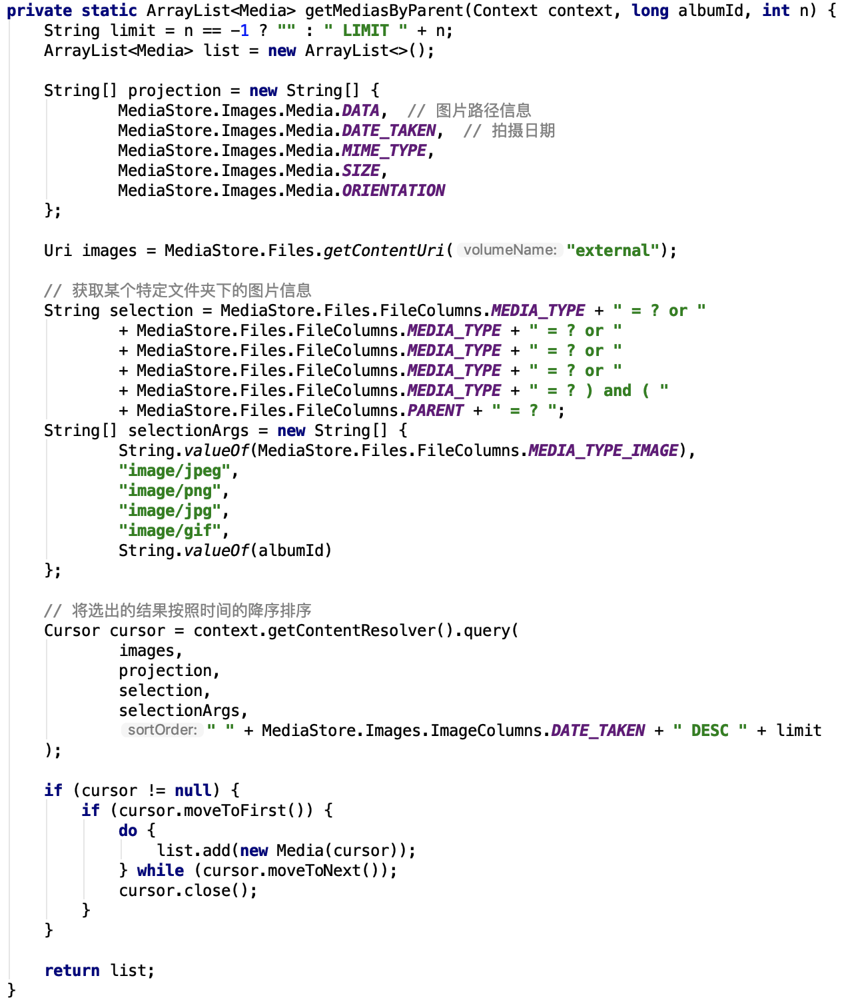 private static ArrayList<Media> getMediasByParent(Context context, long albumId, int n) {
    String limit = n == -1 ? "" : " LIMIT " + n;
    ArrayList<Media> list = new ArrayList<>();

    String[] projection = new String[] {
            MediaStore.Images.Media.DATA,  // 图片路径信息
            MediaStore.Images.Media.DATE_TAKEN,  // 拍摄日期
            MediaStore.Images.Media.MIME_TYPE,
            MediaStore.Images.Media.SIZE,
            MediaStore.Images.Media.ORIENTATION
    };

    Uri images = MediaStore.Files.getContentUri( volumeName: "external");

    // 获取某个特定文件夹下的图片信息
    String selection = MediaStore.Files.FileColumns.MEDIA_TYPE + " = ? or "
            + MediaStore.Files.FileColumns.MEDIA_TYPE + " = ? or "
            + MediaStore.Files.FileColumns.MEDIA_TYPE + " = ? or "
            + MediaStore.Files.FileColumns.MEDIA_TYPE + " = ? or "
            + MediaStore.Files.FileColumns.MEDIA_TYPE + " = ? ) and ( "
            + MediaStore.Files.FileColumns.PARENT + " = ? ";
    String[] selectionArgs = new String[] {
            String.valueOf(MediaStore.Files.FileColumns.MEDIA_TYPE_IMAGE),
            "image/jpeg",
            "image/png",
            "image/jpg",
            "image/gif",
            String.valueOf(albumId)
    };

    // 将选出的结果按照时间的降序排序
    Cursor cursor = context.getContentResolver().query(
            images,
            projection,
            selection,
            selectionArgs,
            sortOrder: " " + MediaStore.Images.ImageColumns.DATE_TAKEN + " DESC " + limit
    );

    if (cursor != null) {
        if (cursor.moveToFirst()) {
            do {
                list.add(new Media(cursor));
            } while (cursor.moveToNext());
            cursor.close();
        }
    }

    return list;
}